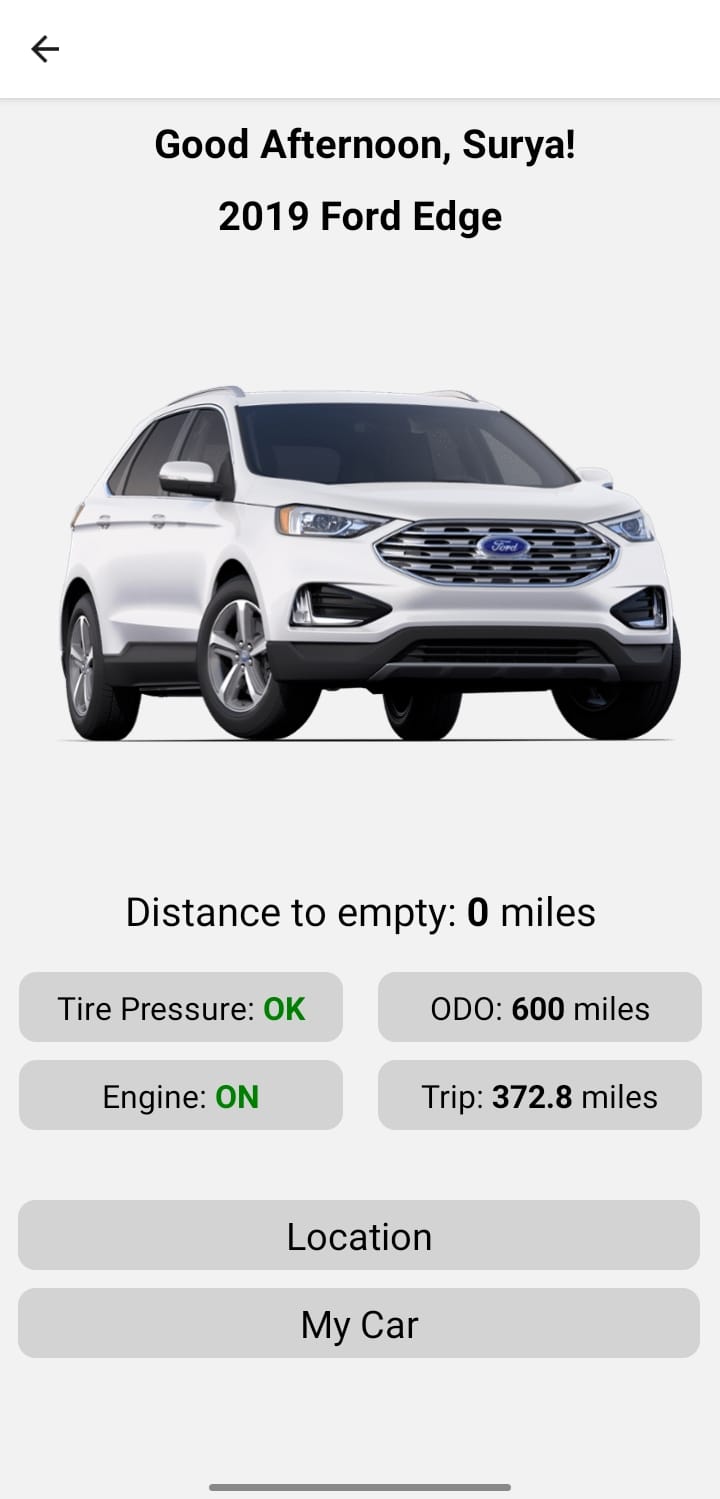 Good Afternoon, Surya!
2019 Ford Edge
Ford
Distance to empty: 0 miles
Tire Pressure: OK
ODO: 600 miles
Engine: ON
Trip: 372.8 miles
Location
My Car